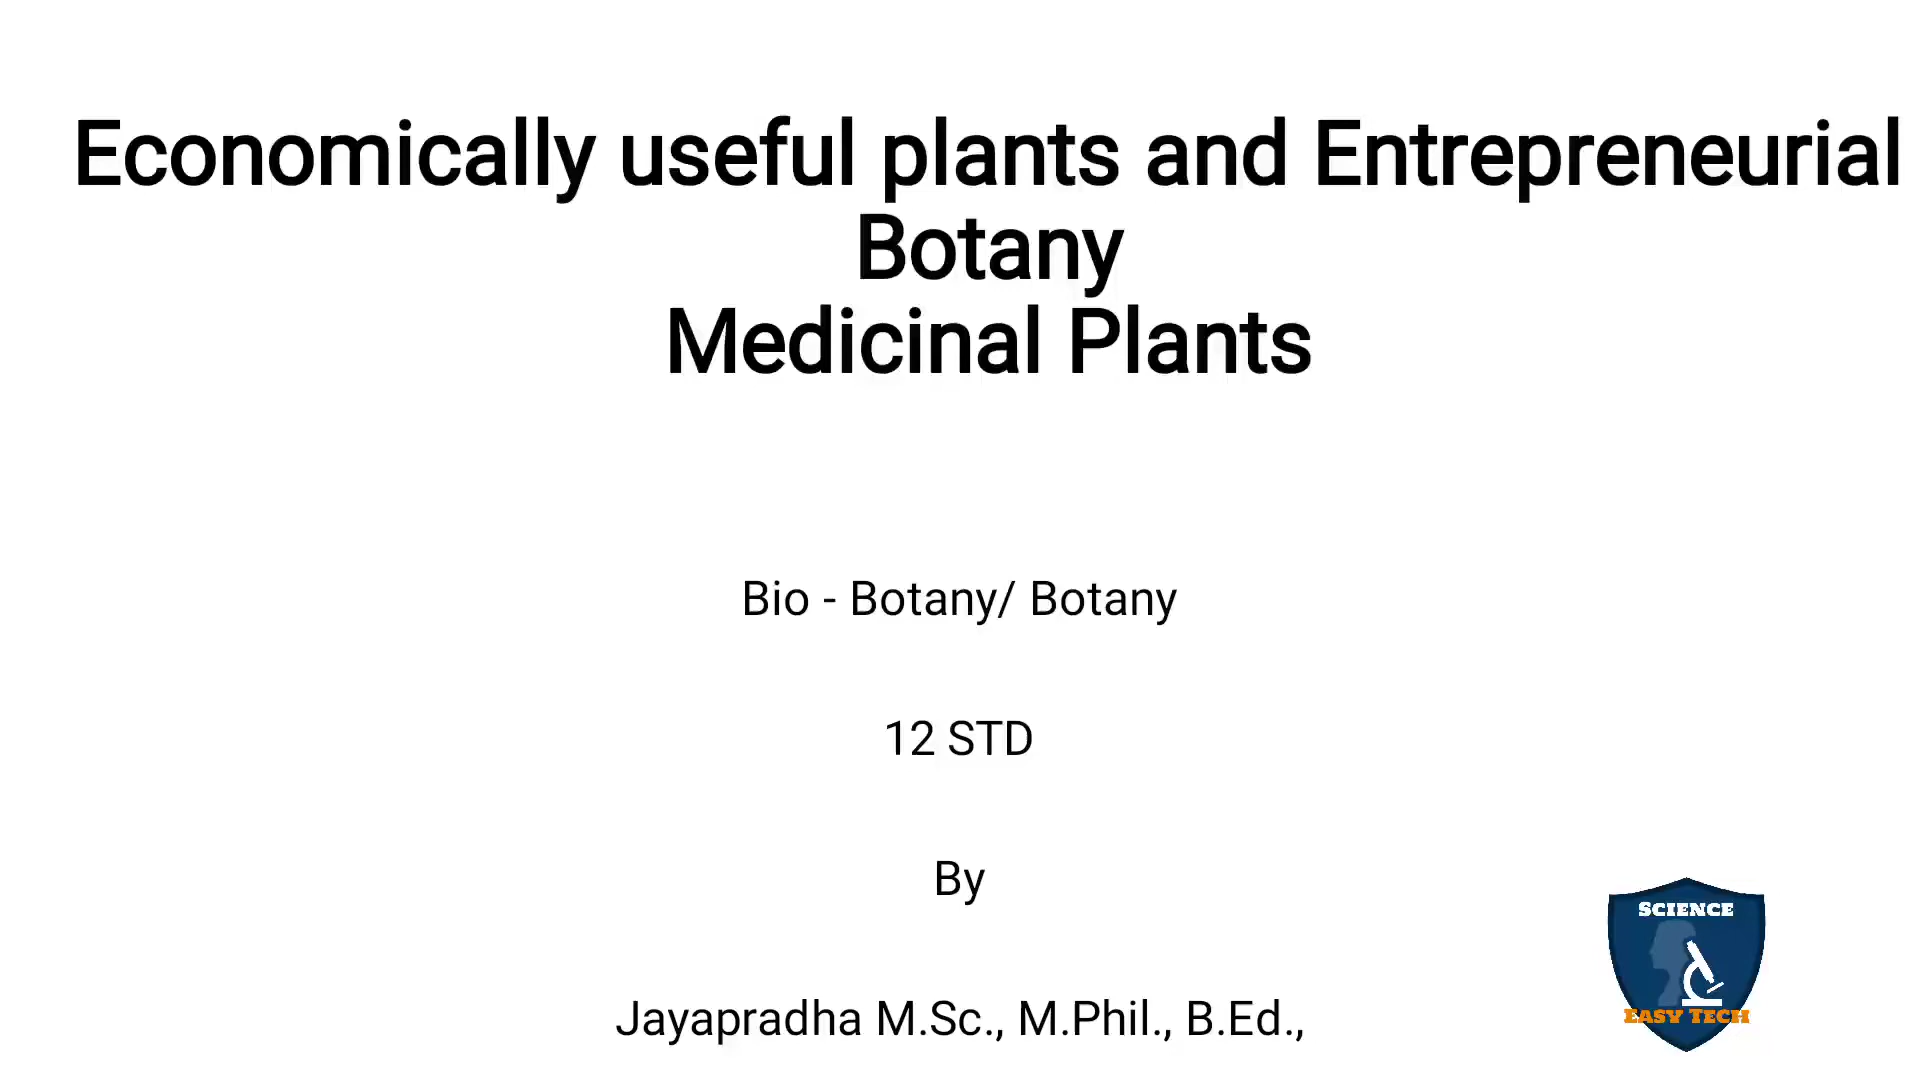 Economically useful plants and Entrepreneurial
Botany
Medicinal Plants
Bio - Botany/ Botany
12 STD
By
Jayapradha M.Sc., M.Phil., B.Ed.,
SCIENCE
EASY TECH